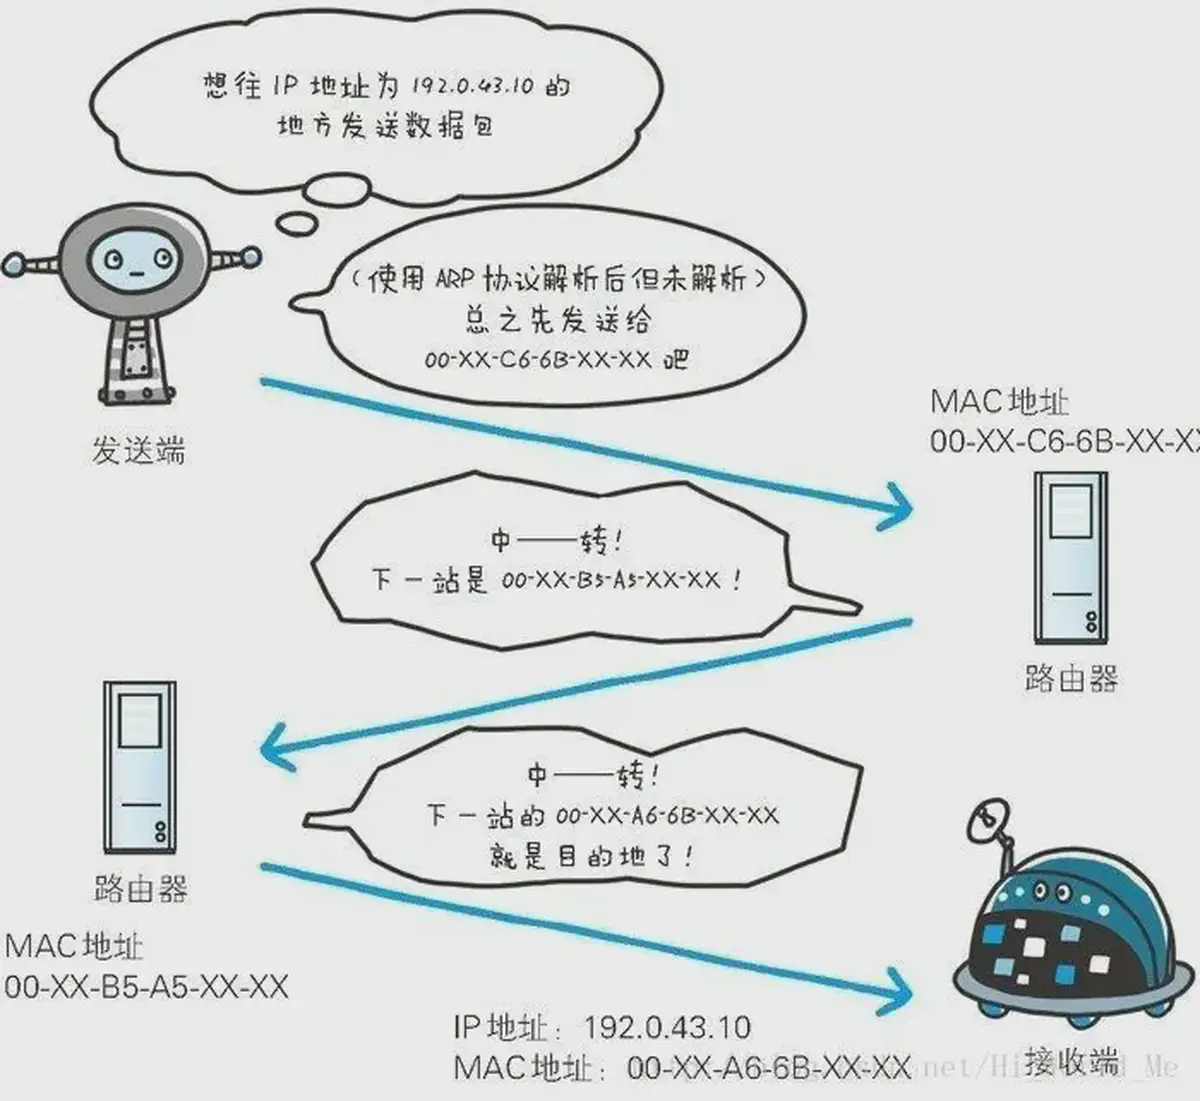 想往 IP 地址为 192.0.43.10 的
地方发送数据包
(使用 ARP 协议解析后但未解析)
总之先发送给
00-XX-C6-6B-XX-XX 吧
发送端
MAC 地址
00-XX-C6-6B-XX-XX
中——转!
下一站是 00-XX-B5-A5-XX-XX !
路由器
中——转!
下一站的 00-XX-A6-6B-XX-XX
就是目的地了!
路由器
MAC 地址
00-XX-B5-A5-XX-XX
IP 地址: 192.0.43.10
MAC 地址: 00-XX-A6-6B-XX-XX
接收端